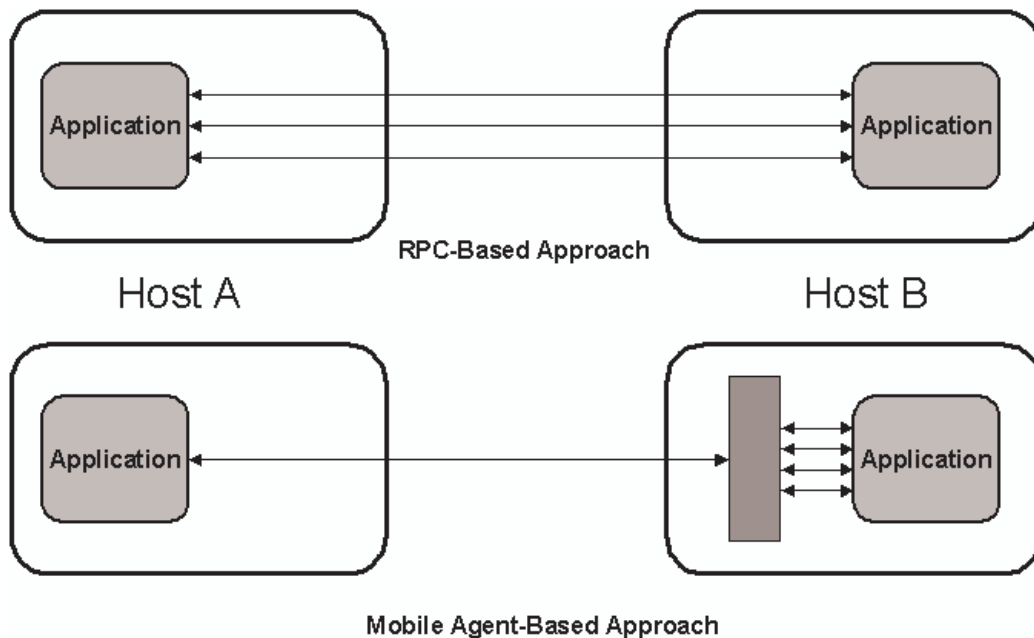 Application
Application
RPC-Based Approach
Host A
Host B
Application
Application
Mobile Agent-Based Approach